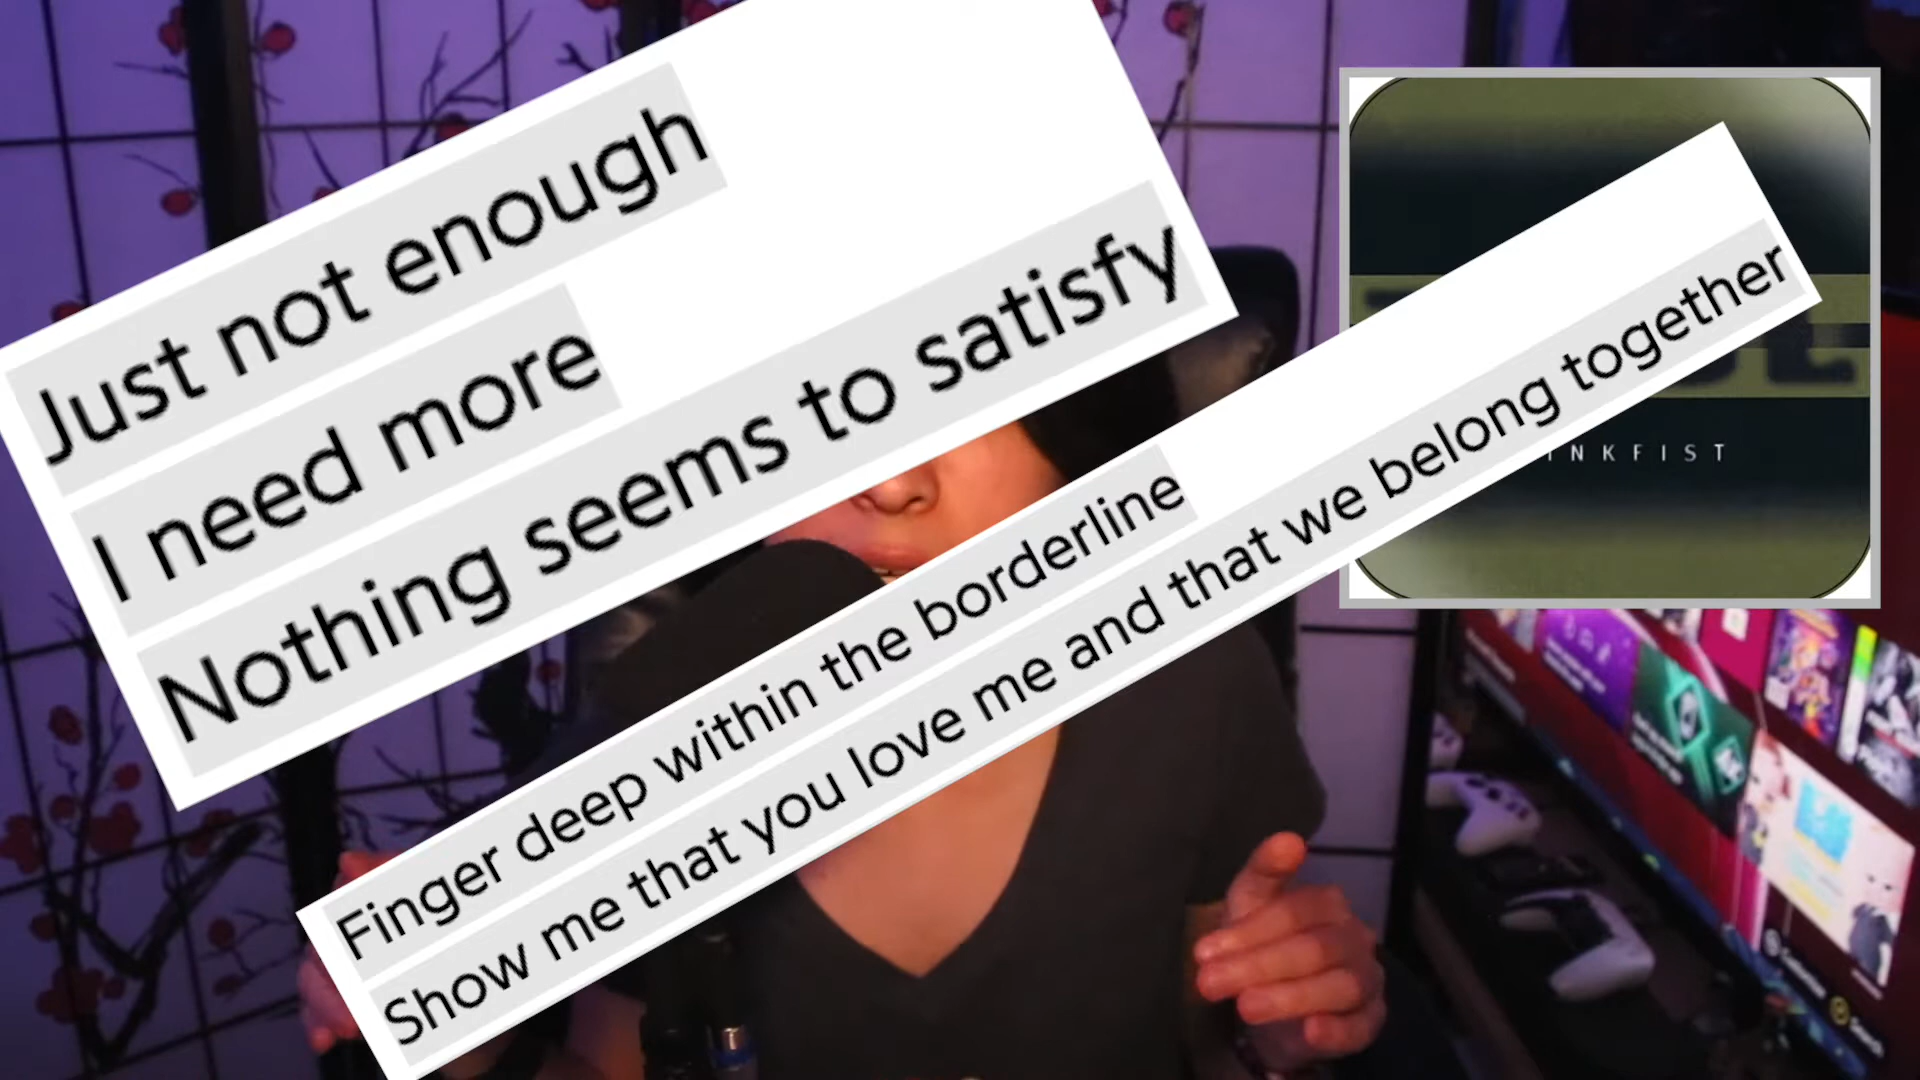 Just not enough
I need more
Nothing seems to satisfy
Finger deep within the borderline
Show me that you love me and that we belong together
INKFIST